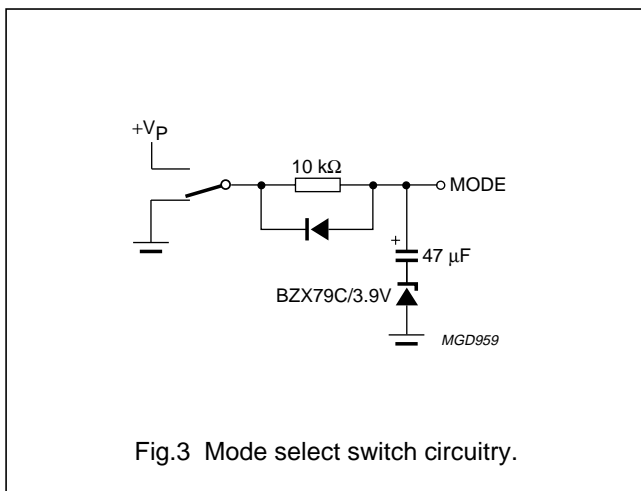 +VP
10 kΩ
MODE
+
47 µF
BZX79C/3.9V
MGD959
Fig.3 Mode select switch circuitry.